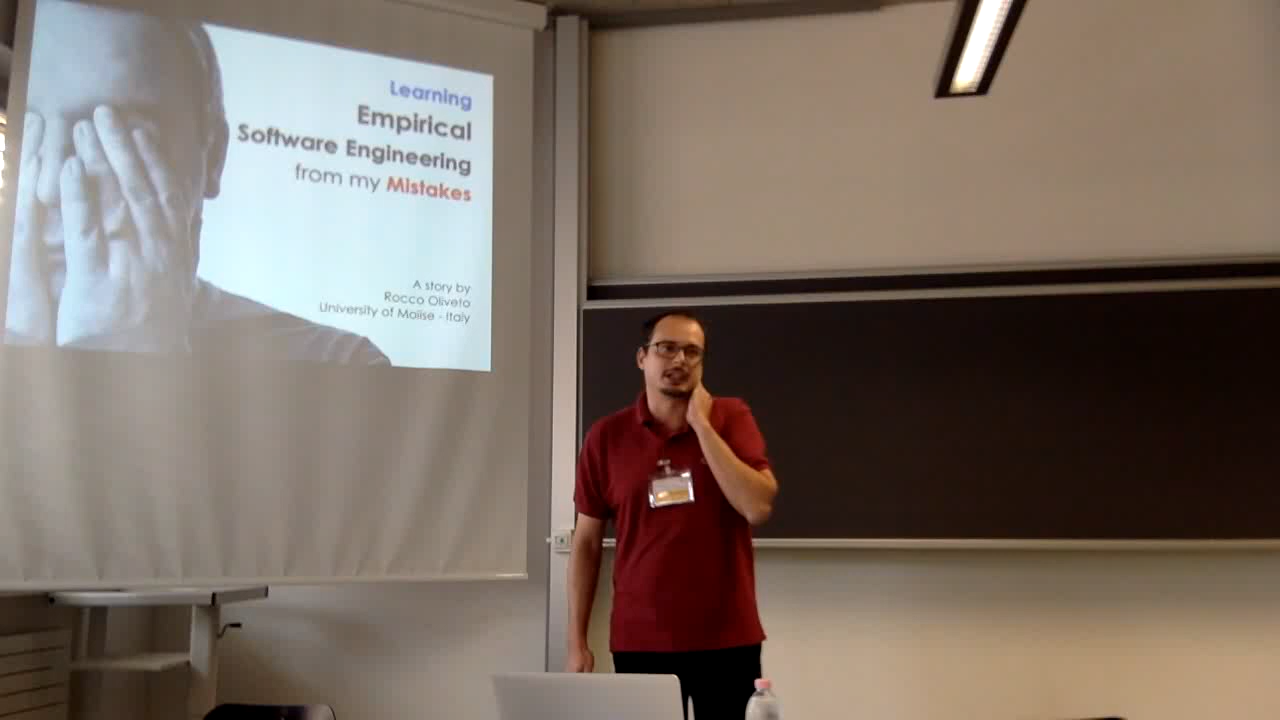 Learning
Empirical
Software Engineering
from my Mistakes
A story by
Rocco Oliveto
University of Molise - Italy